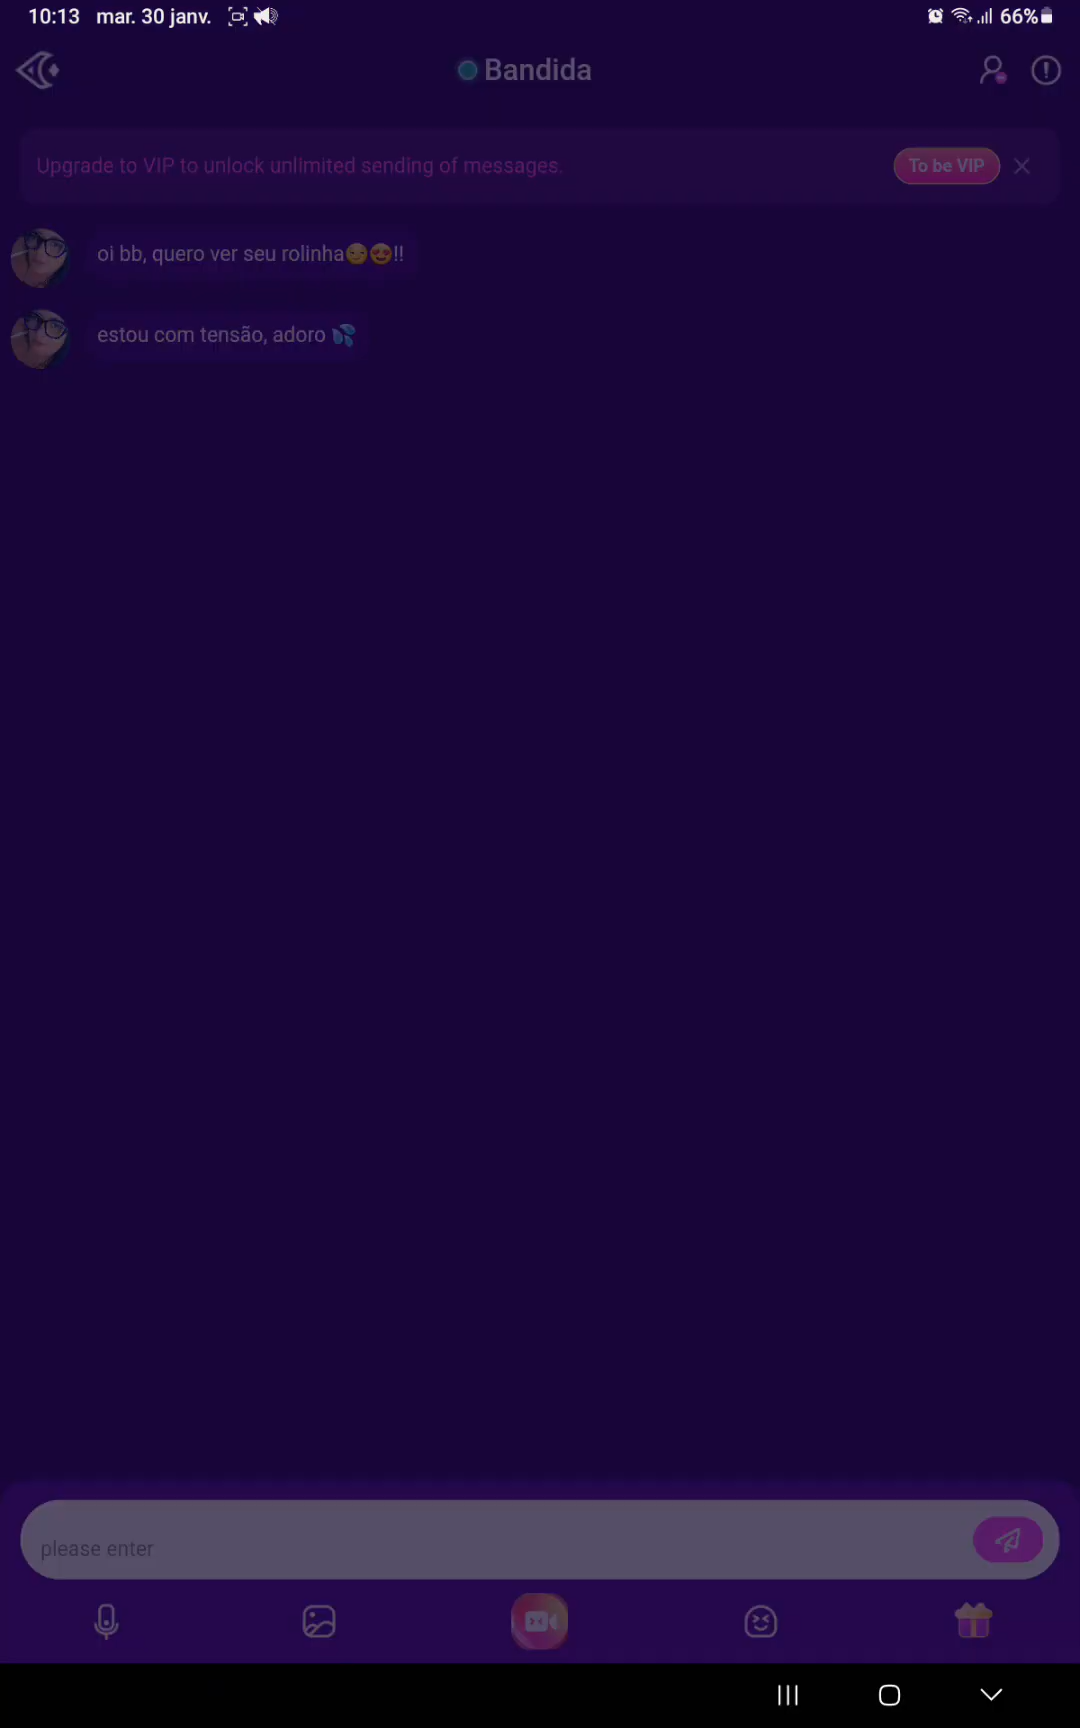 10:13 mar. 30 janv. 66%
Bandida
Upgrade to VIP to unlock unlimited sending of messages. To be VIP
oi bb, quero ver seu rolinha😏😍!!
estou com tensão, adoro 💦
please enter